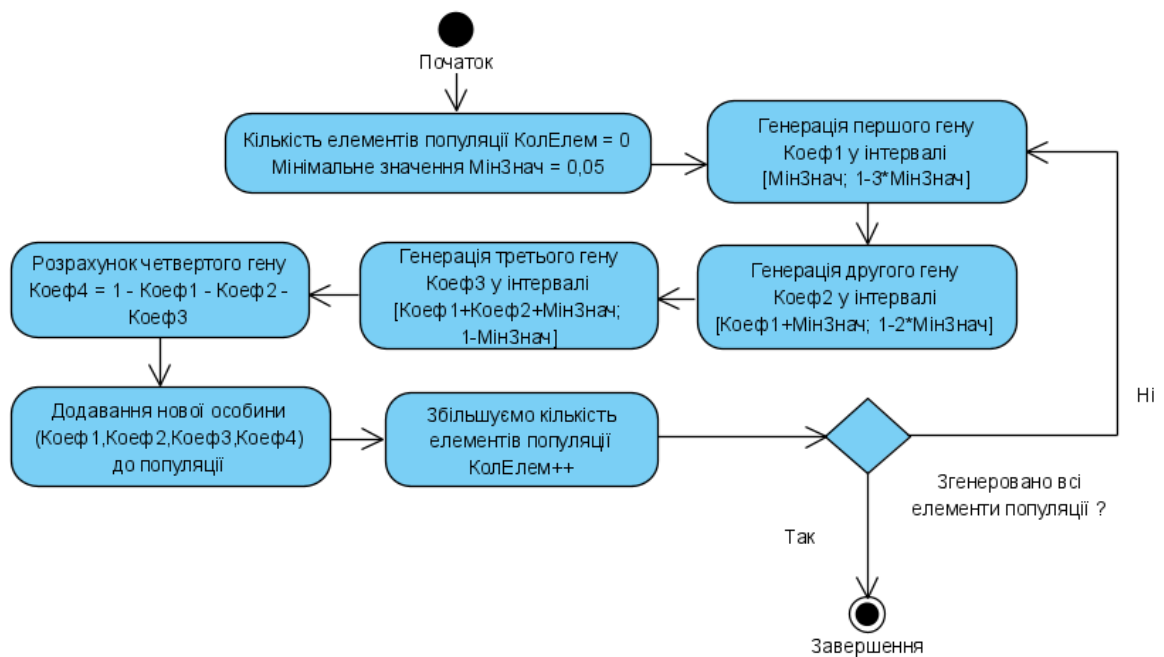 Початок
Кількість елементів популяції КолЕлем = 0
Мінімальне значення МінЗнач = 0,05
Генерація першого гену
Коеф1 у інтервалі
[МінЗнач; 1-3*МінЗнач]
Генерація другого гену
Коеф2 у інтервалі
[Коеф1+МінЗнач; 1-2*МінЗнач]
Генерація третього гену
Коеф3 у інтервалі
[Коеф1+Коеф2+МінЗнач;
1-МінЗнач]
Розрахунок четвертого гену
Коеф4 = 1 - Коеф1 - Коеф2 -
Коеф3
Додавання нової особини
(Коеф1,Коеф2,Коеф3,Коеф4)
до популяції
Збільшуємо кількість
елементів популяції
КолЕлем++
Ні
Згенеровано всі
елементи популяції ?
Так
Завершення